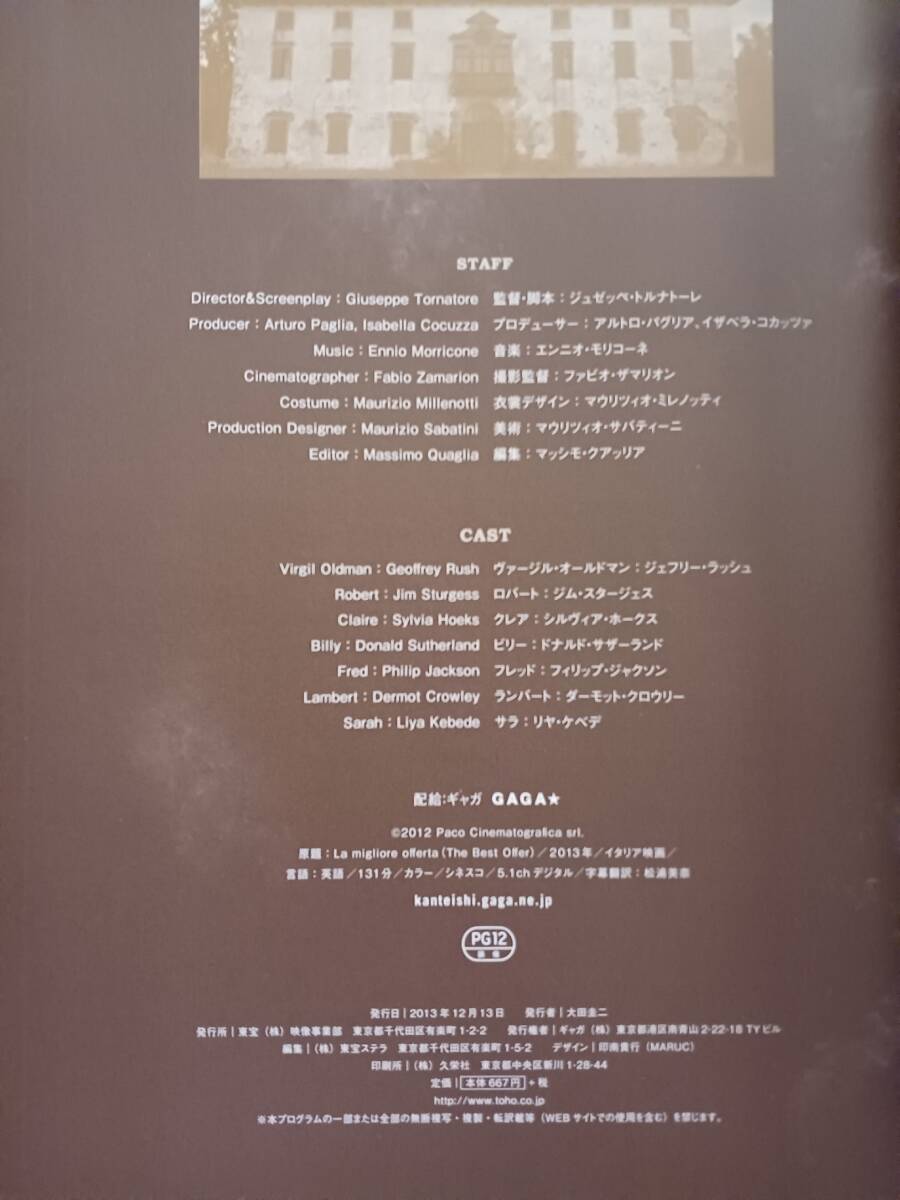 STAFF
Director&Screenplay：Giuseppe Tornatore 監督・脚本：ジュゼッペ・トルナトーレ
Producer：Arturo Paglia, Isabella Cocuzza プロデューサー：アルトロ・パグリア、イザベラ・コカッツァ
Music：Ennio Morricone 音楽：エンニオ・モリコーネ
Cinematographer：Fabio Zamarion 撮影監督：ファビオ・ザマリオン
Costume：Maurizio Millenotti 衣裳デザイン：マウリツィオ・ミレノッティ
Production Designer：Maurizio Sabatini 美術：マウリツィオ・サバティーニ
Editor：Massimo Quaglia 編集：マッシモ・クアッリア
CAST
Virgil Oldman：Geoffrey Rush ヴァージル・オールドマン：ジェフリー・ラッシュ
Robert：Jim Sturgess ロバート：ジム・スタージェス
Claire：Sylvia Hoeks クレア：シルヴィア・ホークス
Billy：Donald Sutherland ビリー：ドナルド・サザーランド
Fred：Philip Jackson フレッド：フィリップ・ジャクソン
Lambert：Dermot Crowley ランバート：ダーモット・クロウリー
Sarah：Liya Kebede サラ：リヤ・ケベデ
配給：ギャガ GAGA★
©2012 Paco Cinematografica srl.
原題：La migliore offerta（The Best Offer）／2013年／イタリア映画／
言語：英語／131分／カラー／シネスコ／5.1chデジタル／字幕翻訳：松浦美奈
kanteishi.gaga.ne.jp
PG12
映倫
発行日｜2013年12月13日 発行者｜大田圭二
発行所｜東宝（株）映像事業部 東京都千代田区有楽町1-2-2 発行権者｜ギャガ（株）東京都港区南青山2-22-18 TYビル
編集｜（株）東宝ステラ 東京都千代田区有楽町1-5-2 デザイン｜印南貴行（MARUC）
印刷所｜（株）久栄社 東京都中央区新川1-28-44
定価｜本体667円＋税
http://www.toho.co.jp
※本プログラムの一部または全部の無断複写・複製・転訳載等（WEBサイトでの使用を含む）を禁じます。